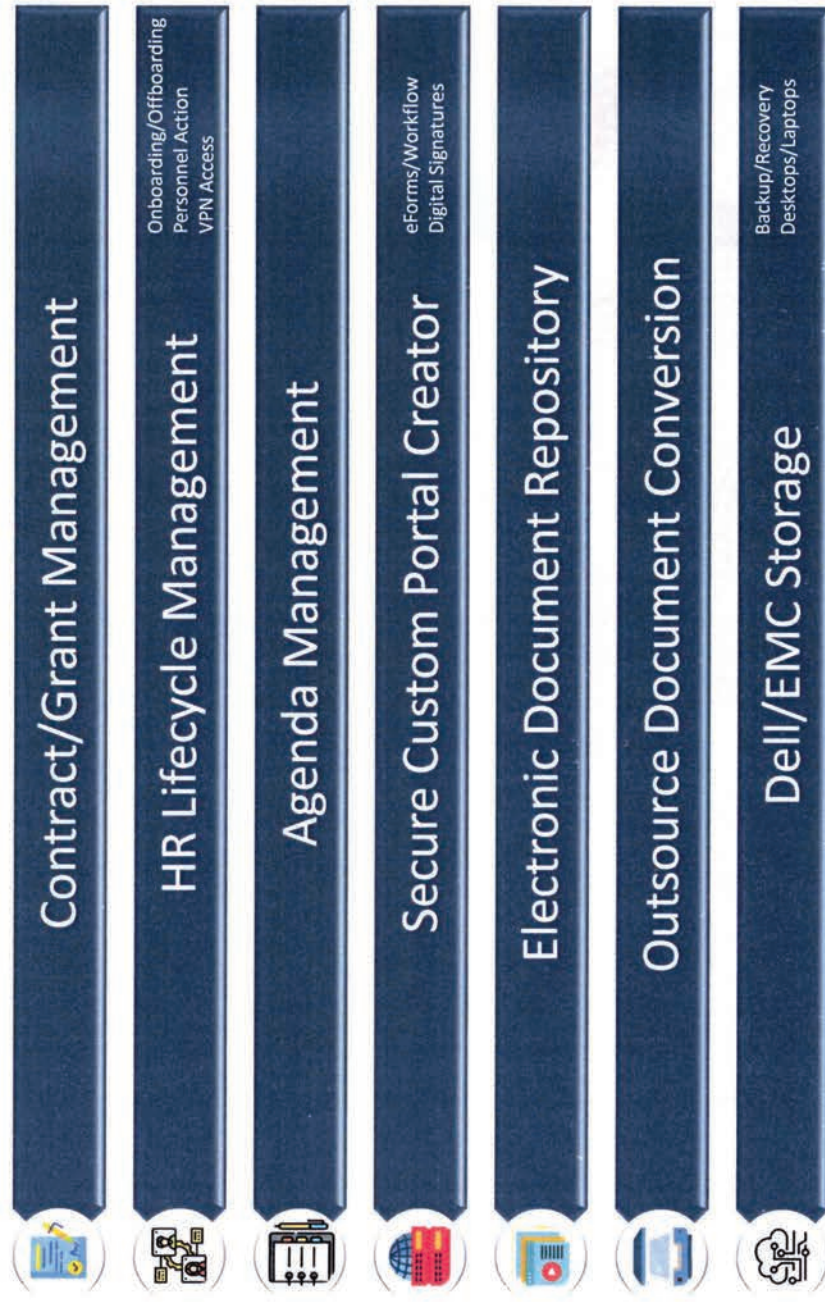 Contract/Grant Management
HR Lifecycle Management
Onboarding/Offboarding
Personnel Action
VPN Access
Agenda Management
Secure Custom Portal Creator
eForms/Workflow
Digital Signatures
Electronic Document Repository
Outsource Document Conversion
Dell/EMC Storage
Backup/Recovery
Desktops/Laptops